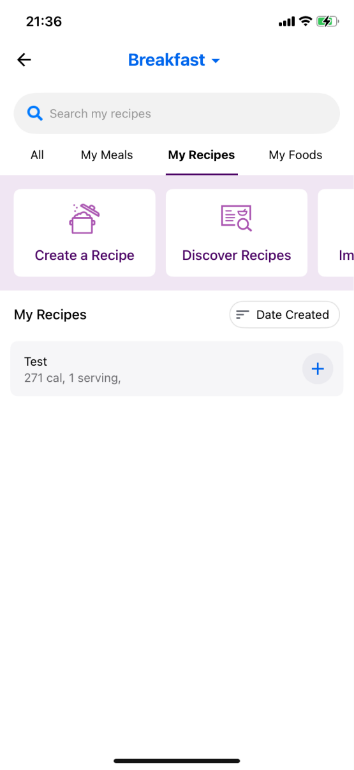 21:36
Breakfast
Search my recipes
All My Meals My Recipes My Foods
Create a Recipe Discover Recipes Im
My Recipes Date Created
Test
271 cal, 1 serving,